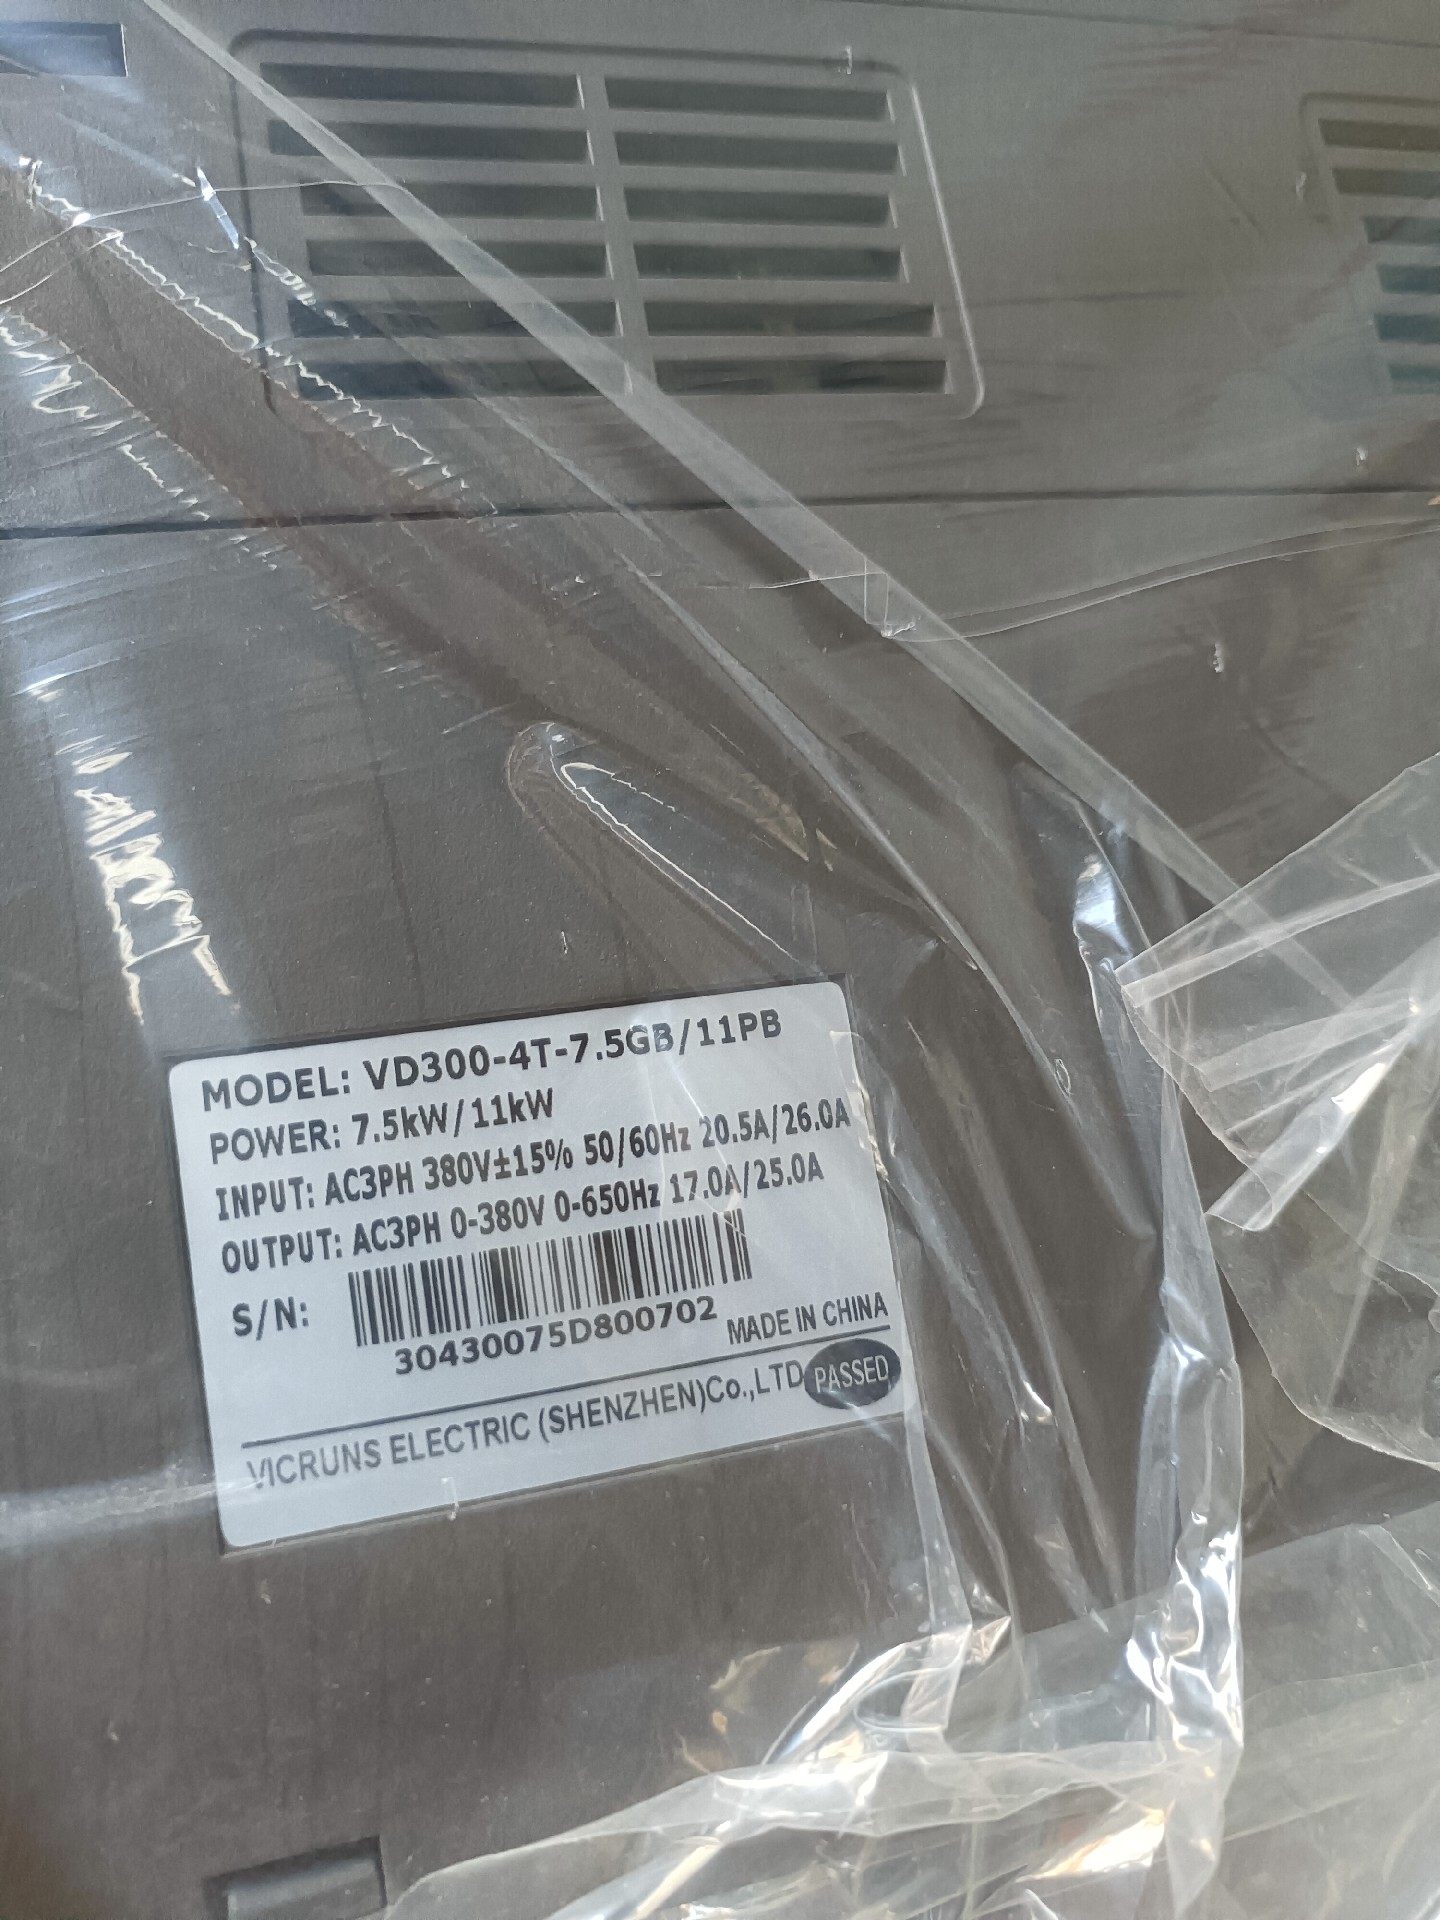 MODEL: VD300-4T-7.5GB/11PB
POWER: 7.5kW/11kW
INPUT: AC3PH 380V±15% 50/60Hz 20.5A/26.0A
OUTPUT: AC3PH 0-380V 0-650Hz 17.0A/25.0A
S/N:
30430075D800702
MADE IN CHINA
VICRUNS ELECTRIC (SHENZHEN)Co.,LTD PASSED